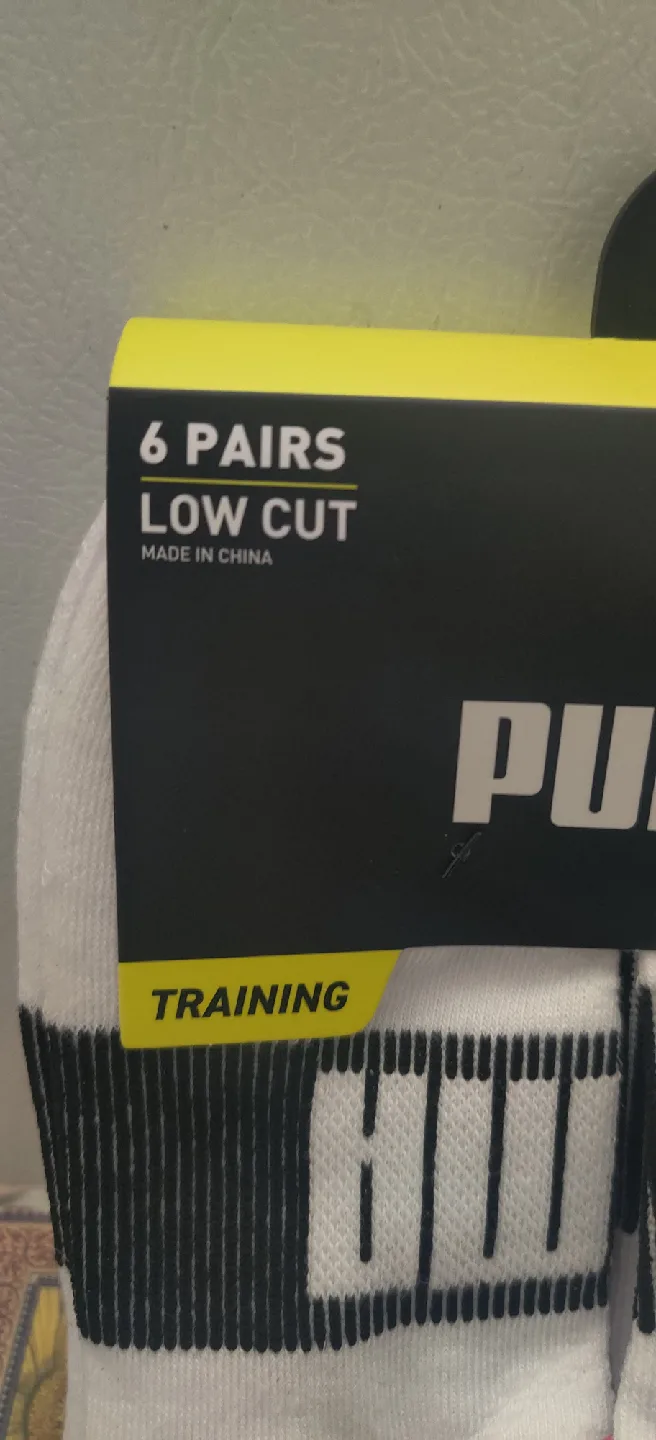 6 PAIRS
LOW CUT
MADE IN CHINA
PU
TRAINING